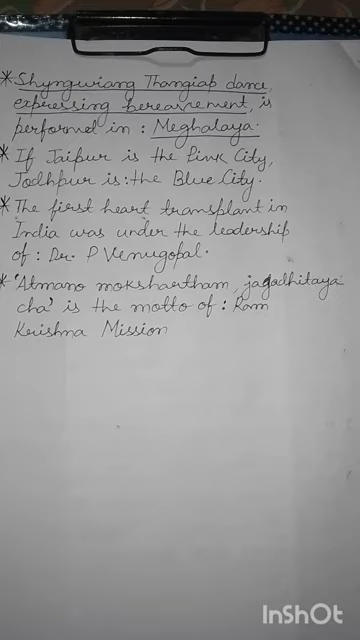 * Shyngwiang Thangiap dance,
expressing bereavement, is
performed in : Meghalaya.
* If Jaipur is the Pink City,
Jodhpur is : the Blue City.
* The first heart transplant in
India was under the leadership
of : Dr. P Venugopal.
* 'Atmano mokshartham, jagadhitaya
cha' is the motto of : Ram
Krishna Mission
InShOt